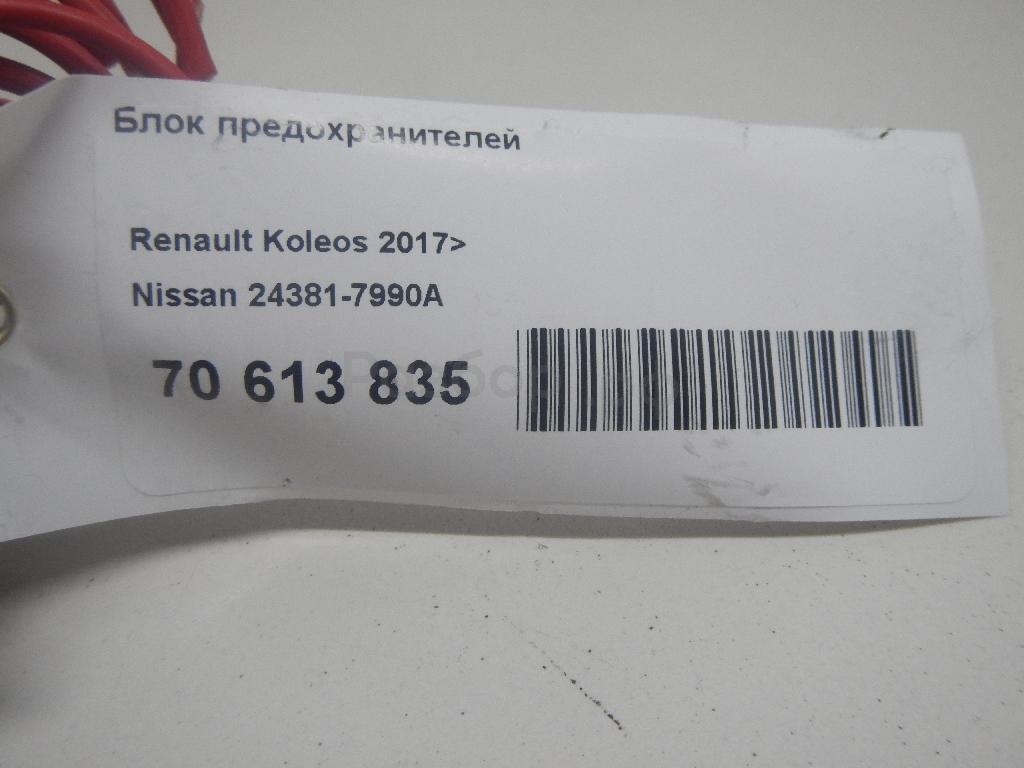 Блок предохранителей
Renault Koleos 2017>
Nissan 24381-7990A
70 613 835